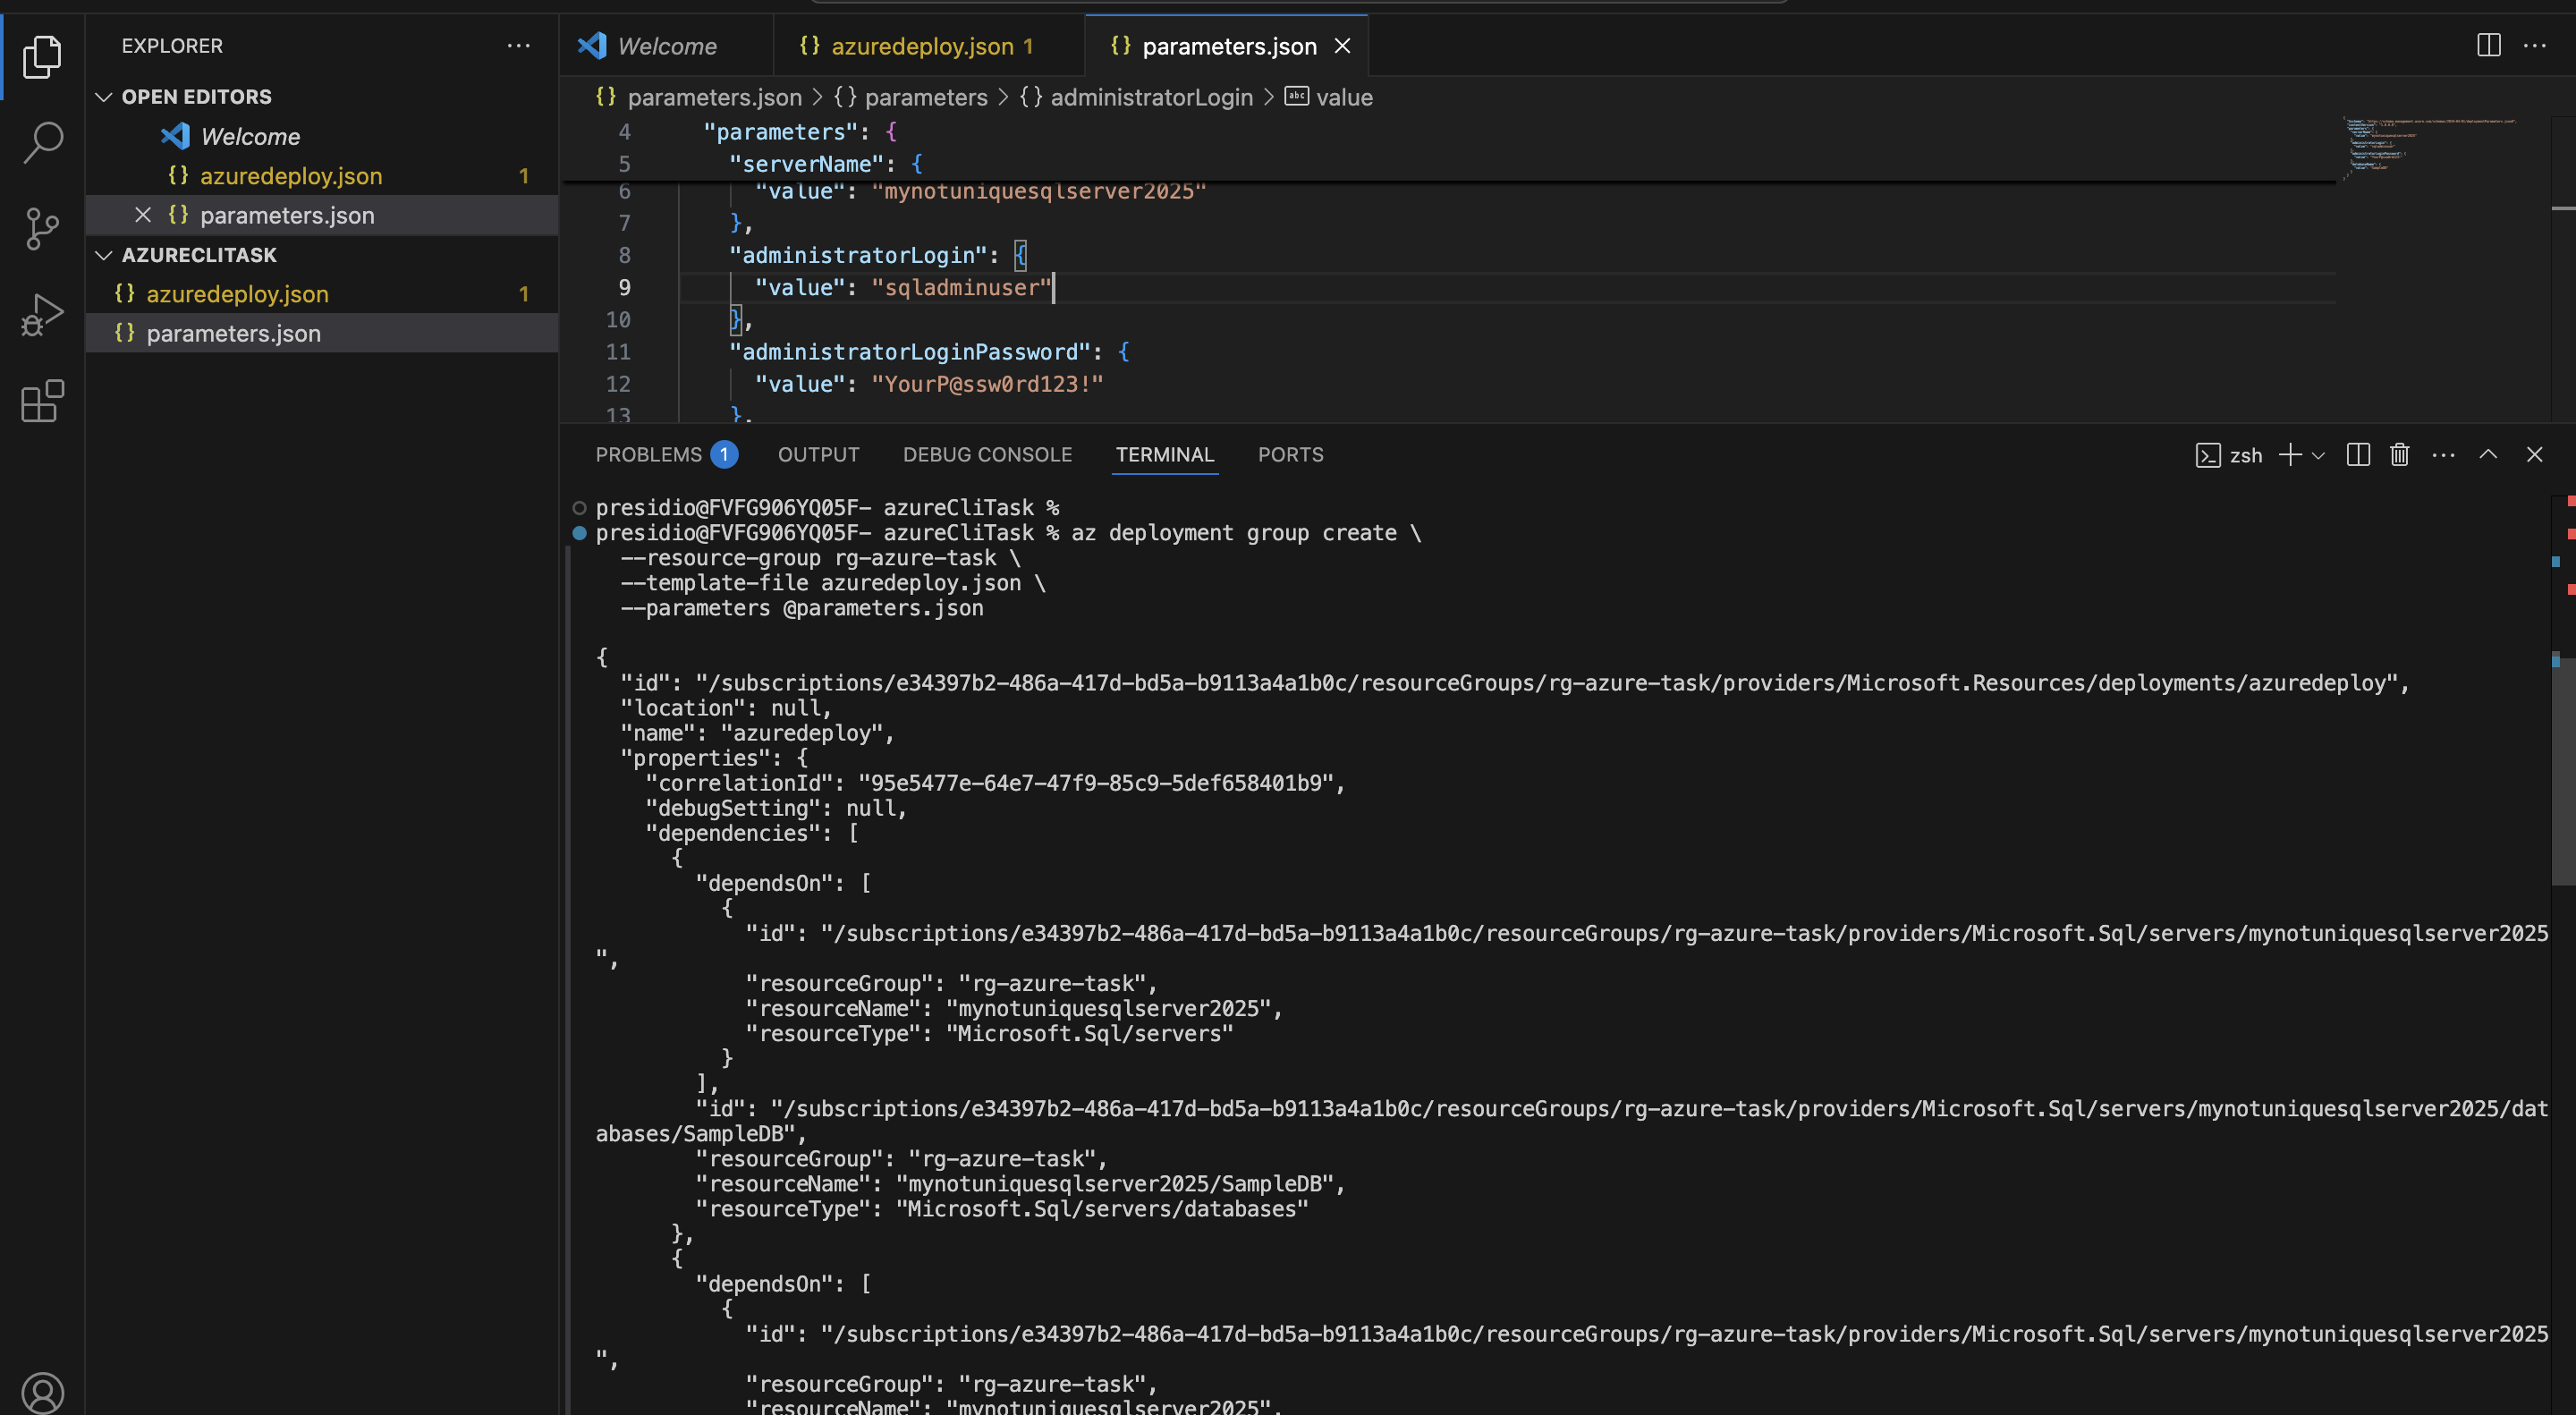 EXPLORER
OPEN EDITORS
Welcome
azuredeploy.json 1
parameters.json
AZURECLITASK
azuredeploy.json 1
parameters.json
Welcome
azuredeploy.json 1
parameters.json
parameters.json > {} parameters > {} administratorLogin > abc value
4 "parameters": {
5 "serverName": {
6 "value": "mynotuniquesqlserver2025"
7 },
8 "administratorLogin": {
9 "value": "sqladminuser"
10 },
11 "administratorLoginPassword": {
12 "value": "YourP@ssw0rd123!"
13 },
PROBLEMS 1 OUTPUT DEBUG CONSOLE TERMINAL PORTS
zsh
presidio@FVFG906YQ05F- azureCliTask %
presidio@FVFG906YQ05F- azureCliTask % az deployment group create \
--resource-group rg-azure-task \
--template-file azuredeploy.json \
--parameters @parameters.json
{
"id": "/subscriptions/e34397b2-486a-417d-bd5a-b9113a4a1b0c/resourceGroups/rg-azure-task/providers/Microsoft.Resources/deployments/azuredeploy",
"location": null,
"name": "azuredeploy",
"properties": {
"correlationId": "95e5477e-64e7-47f9-85c9-5def658401b9",
"debugSetting": null,
"dependencies": [
{
"dependsOn": [
{
"id": "/subscriptions/e34397b2-486a-417d-bd5a-b9113a4a1b0c/resourceGroups/rg-azure-task/providers/Microsoft.Sql/servers/mynotuniquesqlserver2025
",
"resourceGroup": "rg-azure-task",
"resourceName": "mynotuniquesqlserver2025",
"resourceType": "Microsoft.Sql/servers"
}
],
"id": "/subscriptions/e34397b2-486a-417d-bd5a-b9113a4a1b0c/resourceGroups/rg-azure-task/providers/Microsoft.Sql/servers/mynotuniquesqlserver2025/dat
abases/SampleDB",
"resourceGroup": "rg-azure-task",
"resourceName": "mynotuniquesqlserver2025/SampleDB",
"resourceType": "Microsoft.Sql/servers/databases"
},
{
"dependsOn": [
{
"id": "/subscriptions/e34397b2-486a-417d-bd5a-b9113a4a1b0c/resourceGroups/rg-azure-task/providers/Microsoft.Sql/servers/mynotuniquesqlserver2025
",
"resourceGroup": "rg-azure-task",
"resourceName": "mynotuniquesqlserver2025",